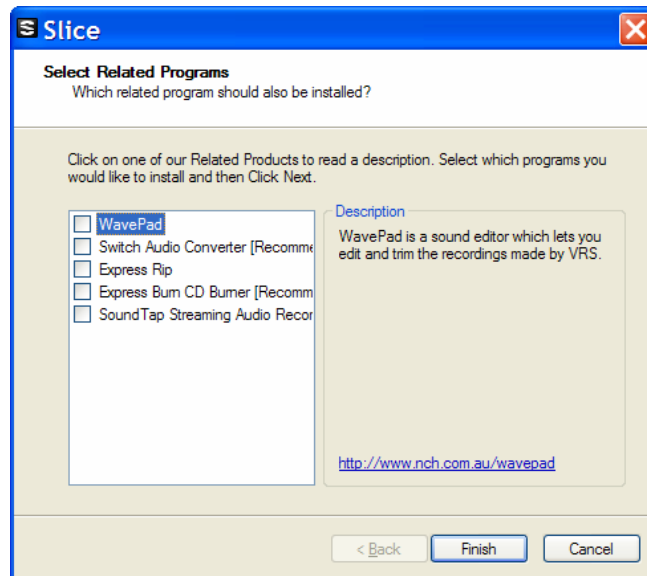 Slice
Select Related Programs
Which related program should also be installed?
Click on one of our Related Products to read a description. Select which programs you
would like to install and then Click Next.
WavePad
Switch Audio Converter [Recomme
Express Rip
Express Burn CD Burner [Recomm
SoundTap Streaming Audio Recor
Description
WavePad is a sound editor which lets you
edit and trim the recordings made by VRS.
http://www.nch.com.au/wavepad
< Back
Finish
Cancel